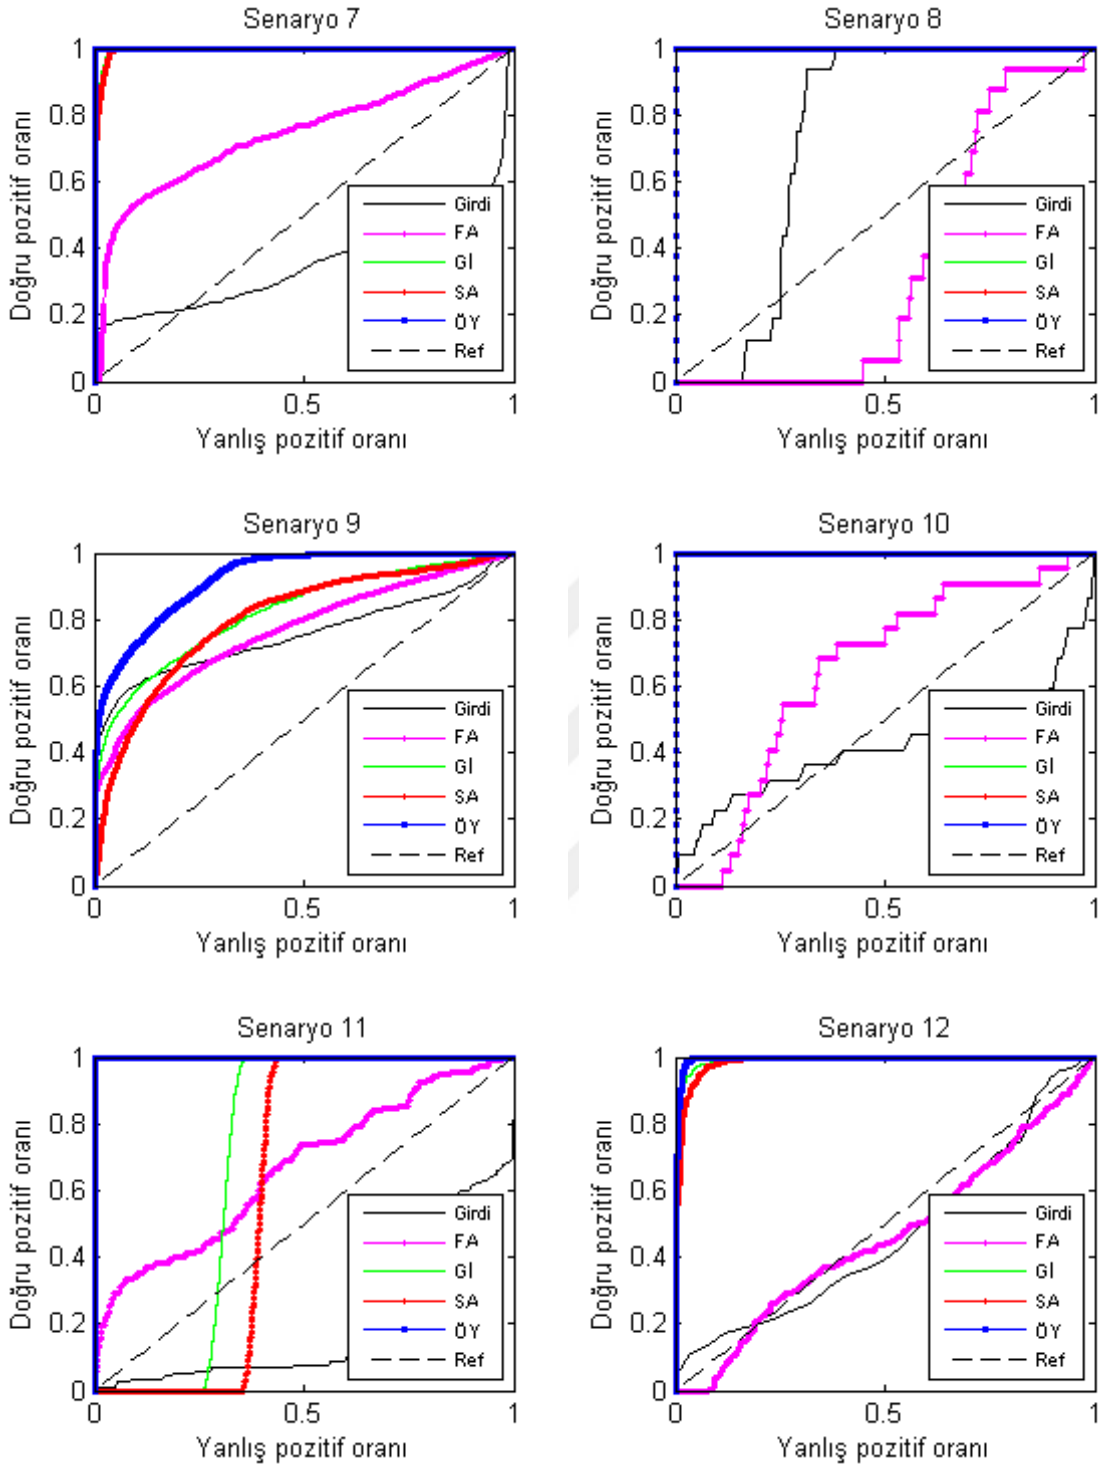 Senaryo 7
Doğru pozitif oranı
1
0.8
0.6
0.4
0.2
0
0
0.5
1
Yanlış pozitif oranı
Girdi
FA
Gİ
SA
ÖY
Ref
Senaryo 8
Doğru pozitif oranı
1
0.8
0.6
0.4
0.2
0
0
0.5
1
Yanlış pozitif oranı
Girdi
FA
Gİ
SA
ÖY
Ref
Senaryo 9
Doğru pozitif oranı
1
0.8
0.6
0.4
0.2
0
0
0.5
1
Yanlış pozitif oranı
Girdi
FA
Gİ
SA
ÖY
Ref
Senaryo 10
Doğru pozitif oranı
1
0.8
0.6
0.4
0.2
0
0
0.5
1
Yanlış pozitif oranı
Girdi
FA
Gİ
SA
ÖY
Ref
Senaryo 11
Doğru pozitif oranı
1
0.8
0.6
0.4
0.2
0
0
0.5
1
Yanlış pozitif oranı
Girdi
FA
Gİ
SA
ÖY
Ref
Senaryo 12
Doğru pozitif oranı
1
0.8
0.6
0.4
0.2
0
0
0.5
1
Yanlış pozitif oranı
Girdi
FA
Gİ
SA
ÖY
Ref